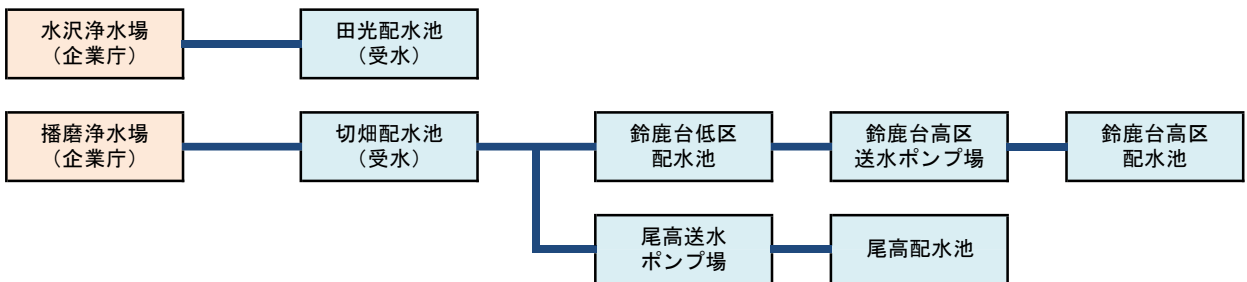 水沢浄水場
（企業庁）
田光配水池
（受水）
播磨浄水場
（企業庁）
切畑配水池
（受水）
鈴鹿台低区
配水池
鈴鹿台高区
送水ポンプ場
鈴鹿台高区
配水池
尾高送水
ポンプ場
尾高配水池